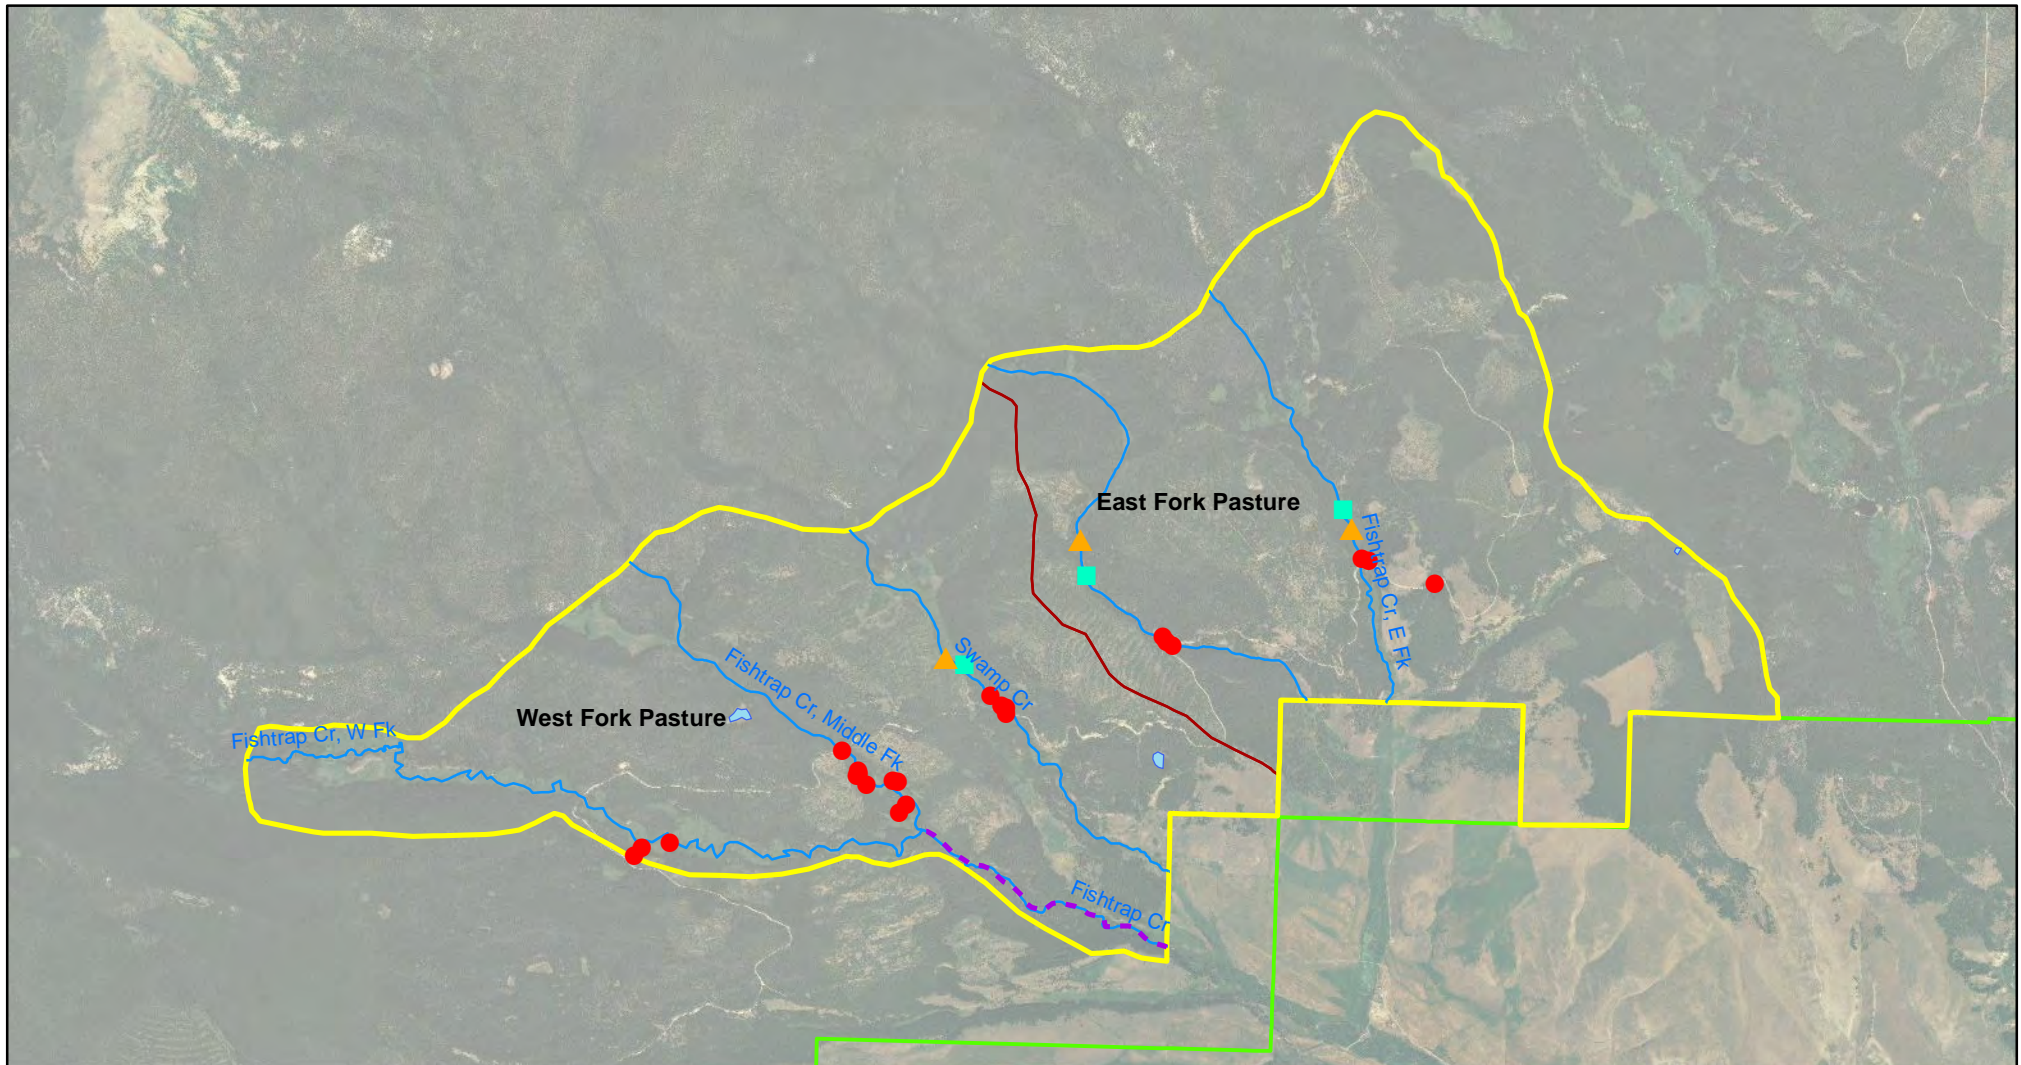 East Fork Pasture
Fishtrap Cr, E Fk
Swamp Cr
Fishtrap Cr, Middle Fk
West Fork Pasture
Fishtrap Cr, W Fk
Fishtrap Cr